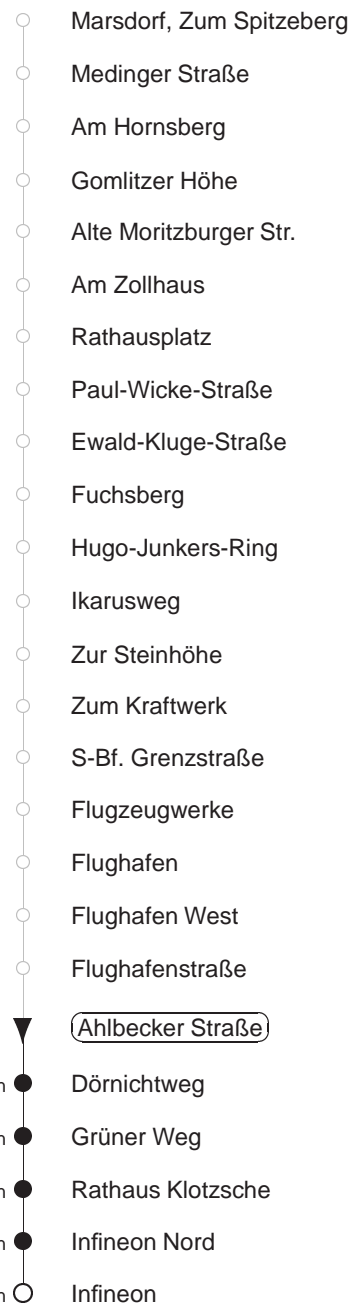 Marsdorf, Zum Spitzeberg
Medinger Straße
Am Hornsberg
Gomlitzer Höhe
Alte Moritzburger Str.
Am Zollhaus
Rathausplatz
Paul-Wicke-Straße
Ewald-Kluge-Straße
Fuchsberg
Hugo-Junkers-Ring
Ikarusweg
Zur Steinhöhe
Zum Kraftwerk
S-Bf. Grenzstraße
Flugzeugwerke
Flughafen
Flughafen West
Flughafenstraße
Ahlbecker Straße
Dörnichtweg
Grüner Weg
Rathaus Klotzsche
Infineon Nord
Infineon